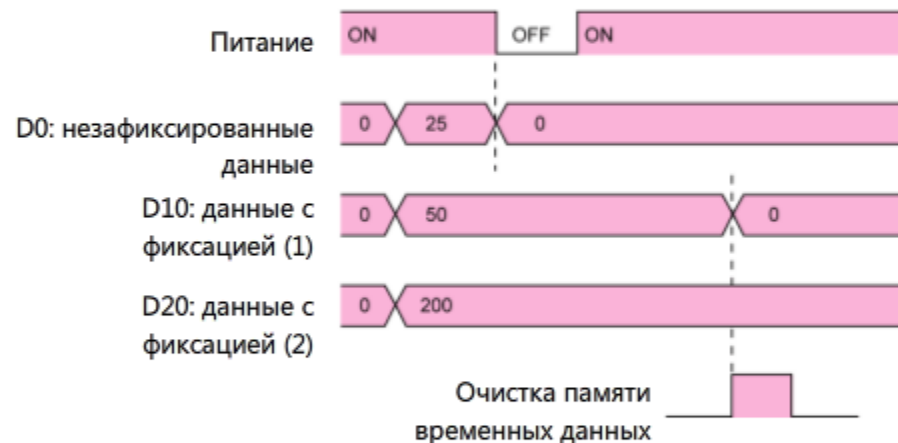 Питание
ON
OFF
ON
D0: незафиксированные
данные
0
25
0
D10: данные с
фиксацией (1)
0
50
0
D20: данные с
фиксацией (2)
0
200
Очистка памяти
временных данных